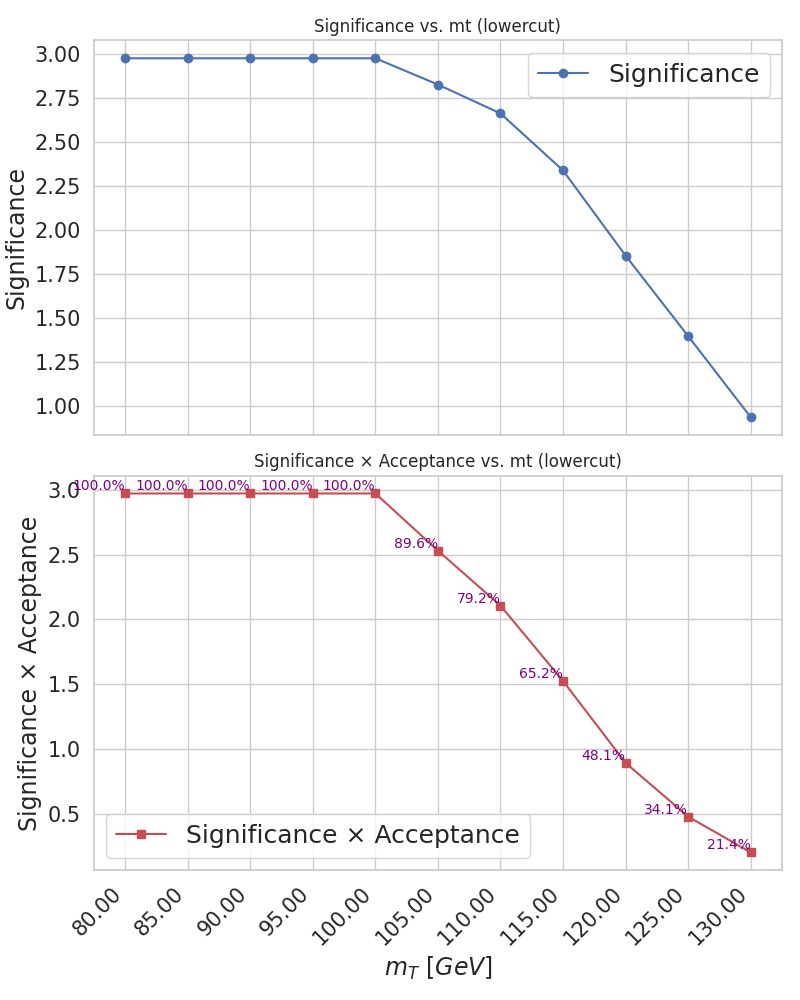 Significance vs. mt (lowercut)
3.00
2.75
2.50
2.25
2.00
1.75
1.50
1.25
1.00
Significance
Significance
Significance × Acceptance vs. mt (lowercut)
3.0
2.5
2.0
1.5
1.0
0.5
Significance × Acceptance
100.0% 100.0% 100.0% 100.0% 100.0%
89.6%
79.2%
65.2%
48.1%
34.1%
21.4%
Significance × Acceptance
80.00 85.00 90.00 95.00 100.00 105.00 110.00 115.00 120.00 125.00 130.00
m_T [GeV]